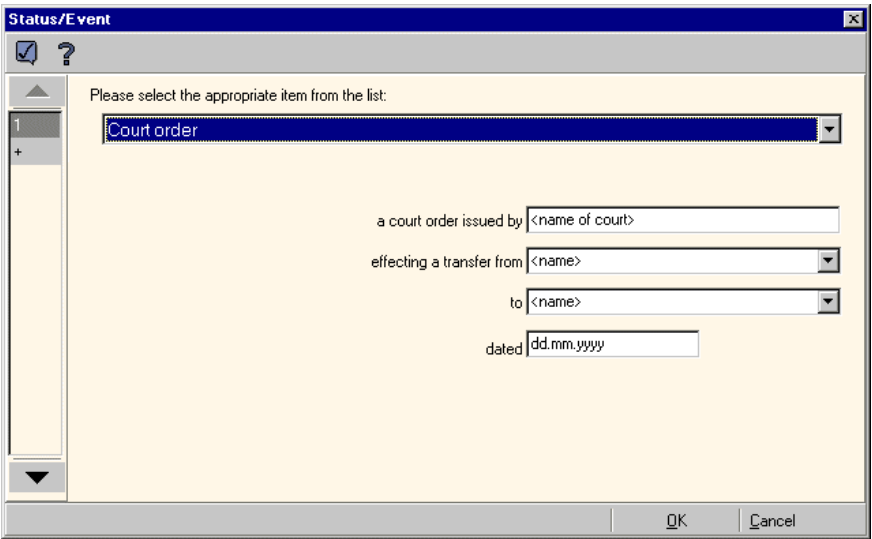 Status/Event
Please select the appropriate item from the list:
1
Court order
+
a court order issued by <name of court>
effecting a transfer from <name>
to <name>
dated dd.mm.yyyy
OK Cancel